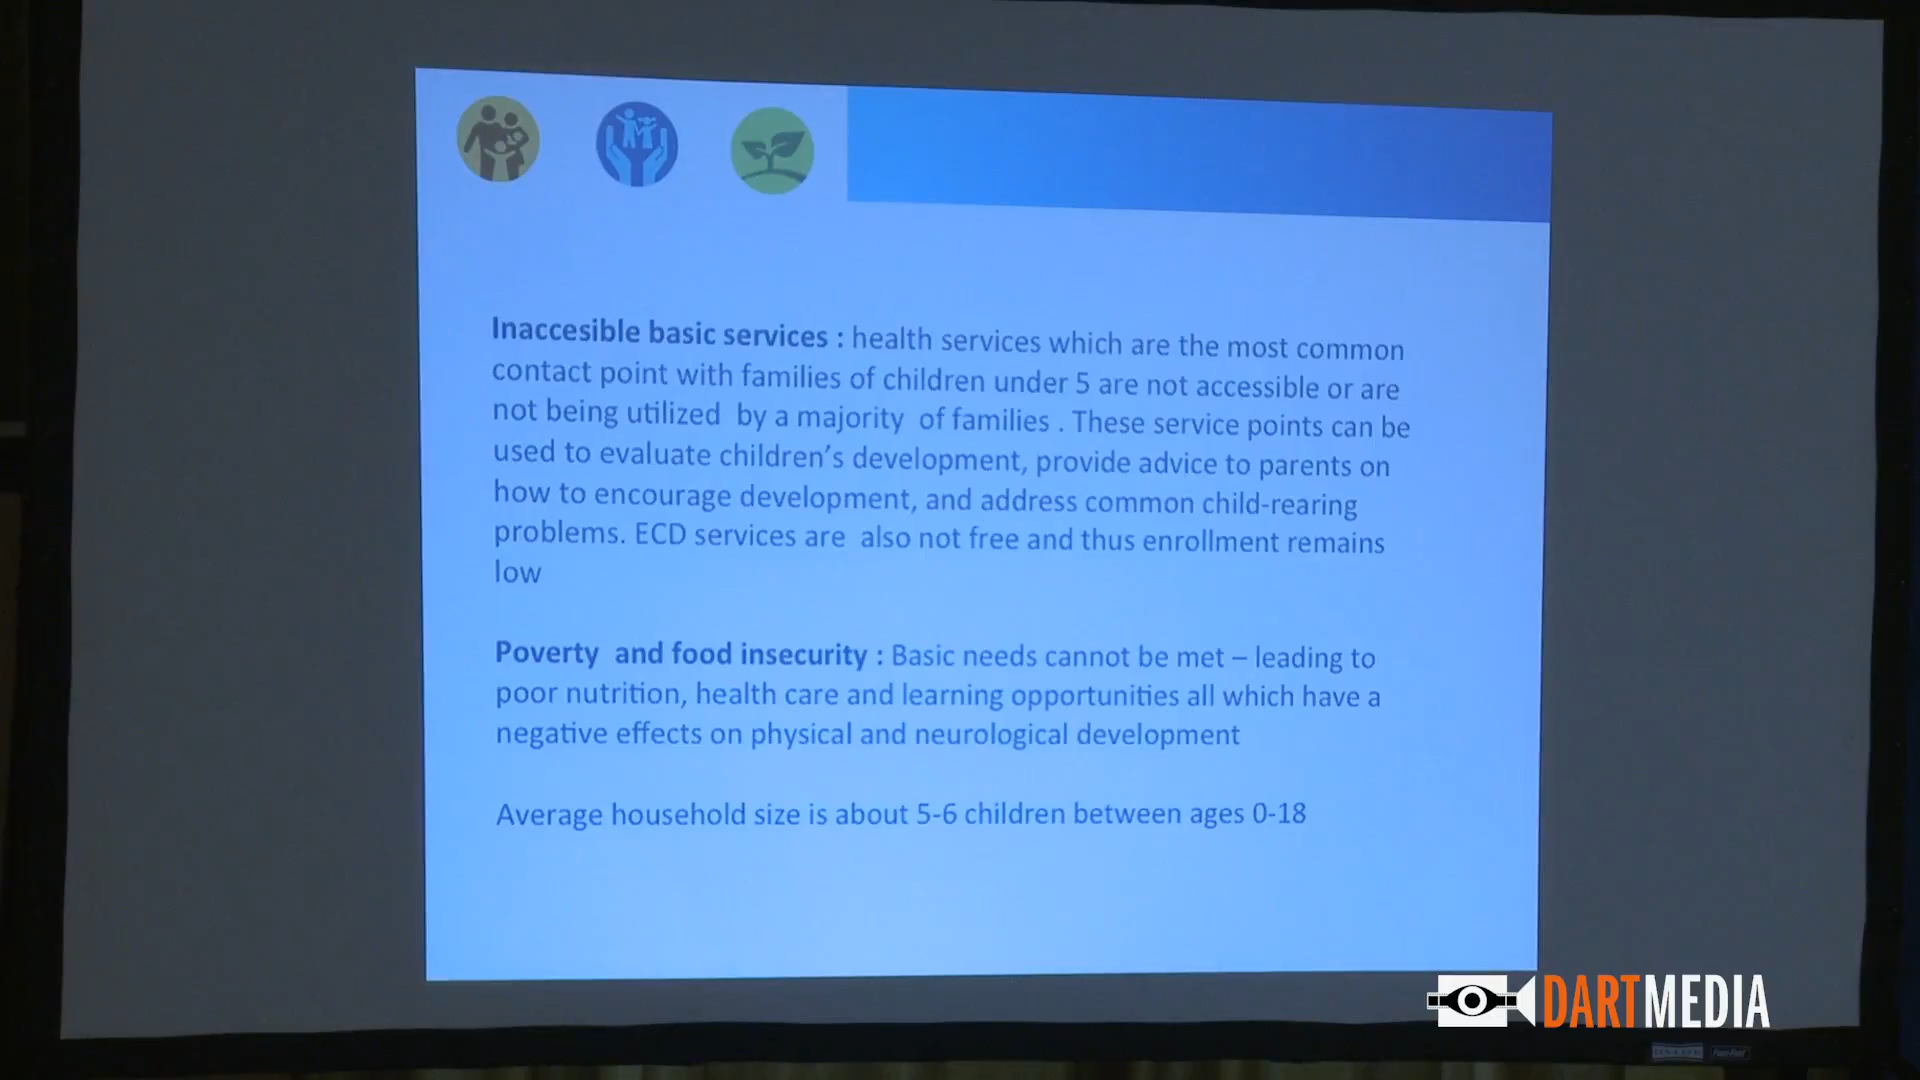 Inaccesible basic services : health services which are the most common
contact point with families of children under 5 are not accessible or are
not being utilized by a majority of families . These service points can be
used to evaluate children’s development, provide advice to parents on
how to encourage development, and address common child-rearing
problems. ECD services are also not free and thus enrollment remains
low
Poverty and food insecurity : Basic needs cannot be met – leading to
poor nutrition, health care and learning opportunities all which have a
negative effects on physical and neurological development
Average household size is about 5-6 children between ages 0-18
DARTMEDIA